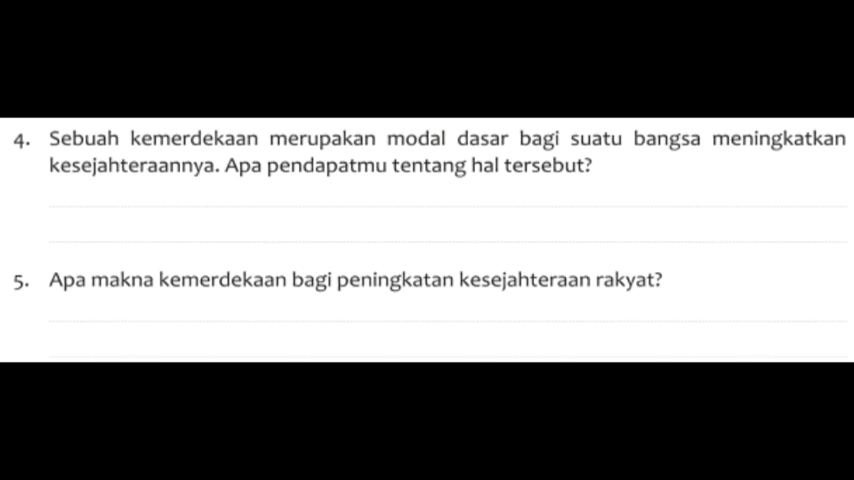 4. Sebuah kemerdekaan merupakan modal dasar bagi suatu bangsa meningkatkan
kesejahteraannya. Apa pendapatmu tentang hal tersebut?
5. Apa makna kemerdekaan bagi peningkatan kesejahteraan rakyat?